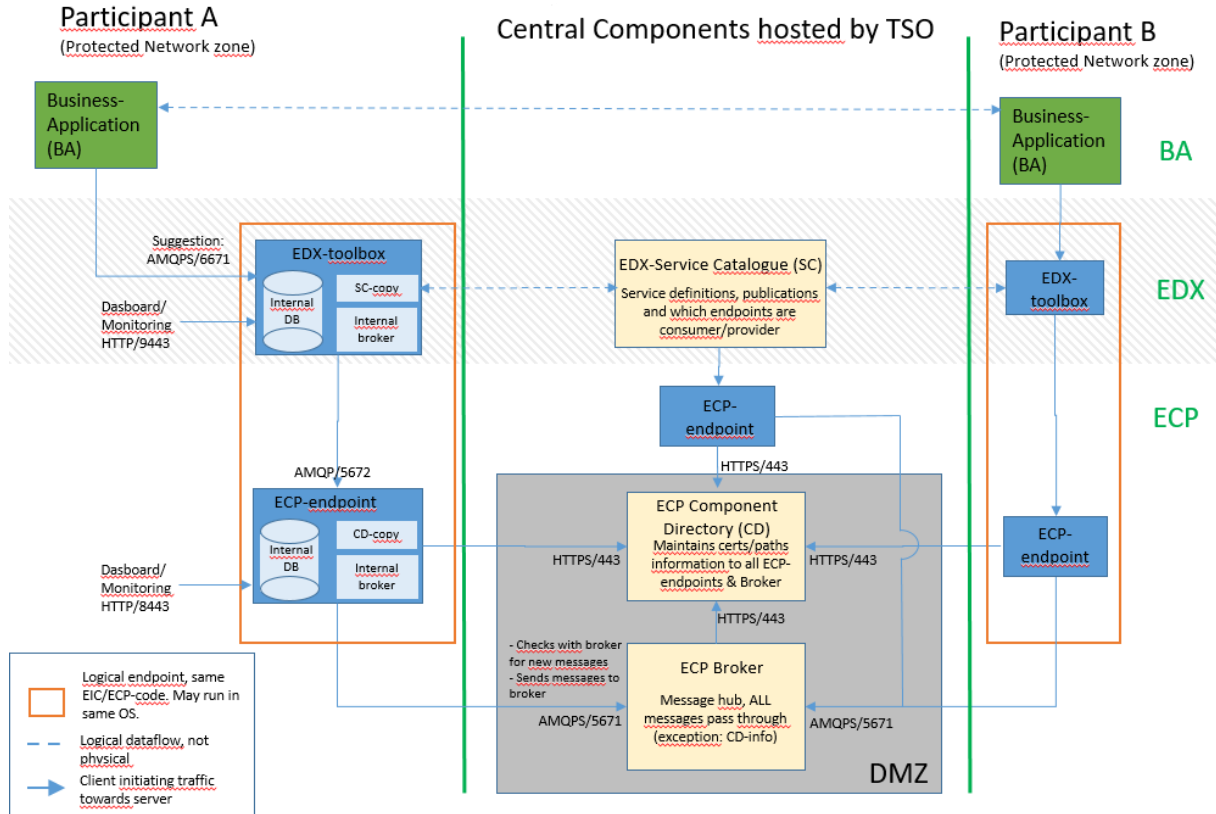 Participant A
(Protected Network zone)
Central Components hosted by TSO
Participant B
(Protected Network zone)
Business-
Application
(BA)
Business-
Application
(BA)
BA
Suggestion:
AMQPS/6671
EDX-toolbox
Internal
DB
SC-copy
Internal
broker
Dasboard/
Monitoring
HTTP/9443
EDX-Service Catalogue (SC)
Service definitions, publications
and which endpoints are
consumer/provider
EDX-
toolbox
EDX
ECP-
endpoint
ECP
HTTPS/443
AMQP/5672
ECP-endpoint
Internal
DB
CD-copy
Internal
broker
Dasboard/
Monitoring
HTTP/8443
HTTPS/443
ECP Component
Directory (CD)
Maintains certs/paths
information to all ECP-
endpoints & Broker
HTTPS/443
ECP-
endpoint
HTTPS/443
- Checks with broker
for new messages
- Sends messages to
broker
AMQPS/5671
ECP Broker
Message hub, ALL
messages pass through
(exception: CD-info)
AMQPS/5671
DMZ
Logical endpoint, same
EIC/ECP-code. May run in
same OS.
Logical dataflow, not
physical
Client initiating traffic
towards server